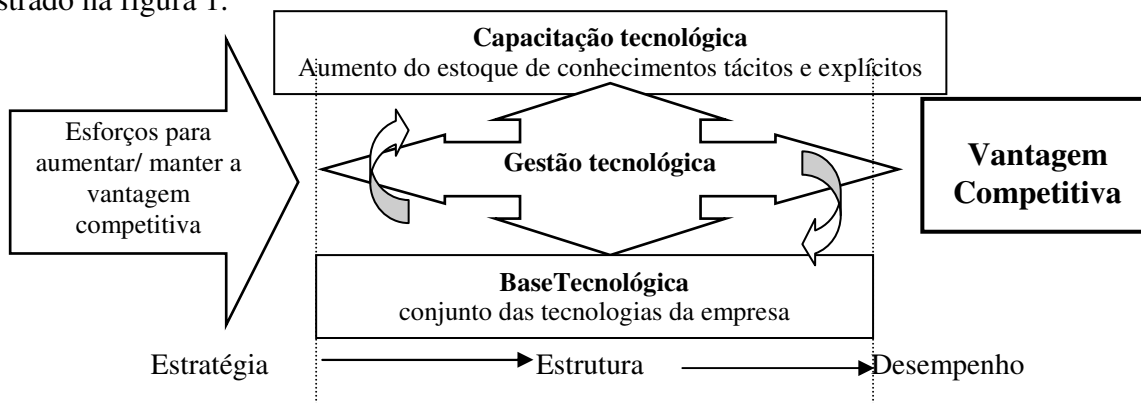 strado na figura 1.
Capacitação tecnológica
Aumento do estoque de conhecimentos tácitos e explícitos
Esforços para
aumentar/ manter a
vantagem
competitiva
Gestão tecnológica
Vantagem
Competitiva
BaseTecnológica
conjunto das tecnologias da empresa
Estratégia Estrutura Desempenho